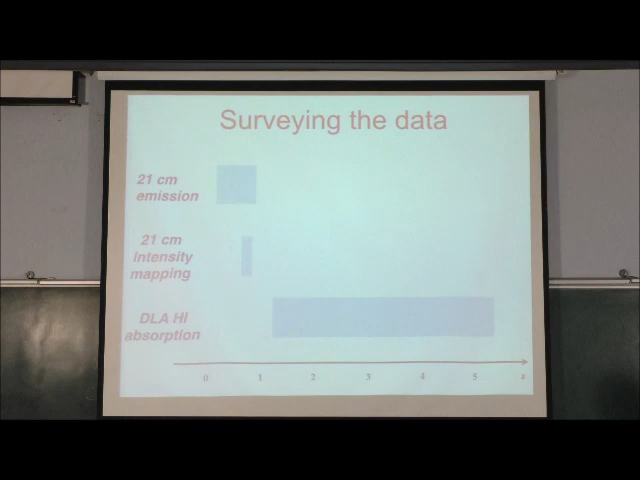 Surveying the data
21 cm
emission
21 cm
intensity
mapping
DLA HI
absorption
0 1 2 3 4 5 z